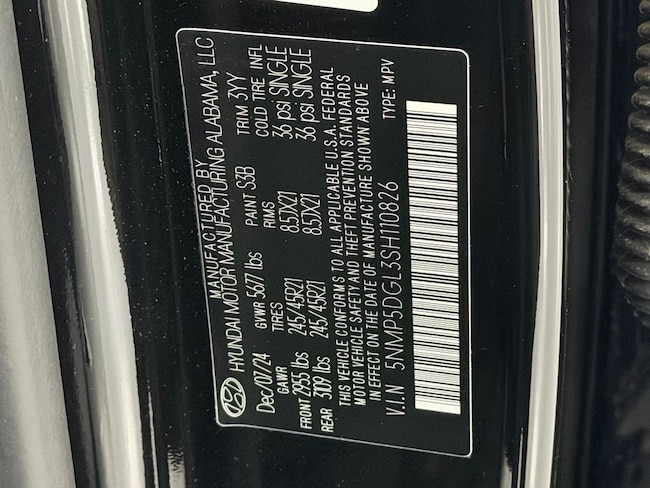 MANUFACTURED BY
HYUNDAI MOTOR MANUFACTURING ALABAMA, LLC
Dec/07/24 GVWR 5677 lbs PAINT S3B TRIM 3YY
GAWR TIRES RIMS COLD TIRE INFL
FRONT 2955 lbs 245/45R21 8.5JX21 36 psi SINGLE
REAR 3109 lbs 245/45R21 8.5JX21 36 psi SINGLE
THIS VEHICLE CONFORMS TO ALL APPLICABLE U.S.A. FEDERAL
MOTOR VEHICLE SAFETY AND THEFT PREVENTION STANDARDS
IN EFFECT ON THE DATE OF MANUFACTURE SHOWN ABOVE
V.I.N 5NMP5DGL3SH110826 TYPE: MPV